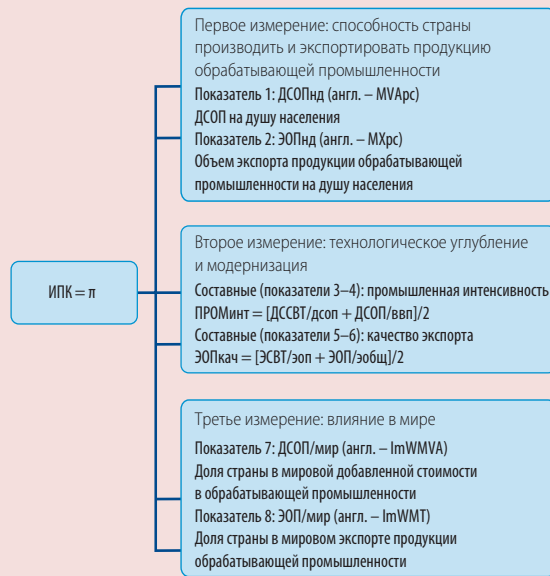 Первое измерение: способность страны
производить и экспортировать продукцию
обрабатывающей промышленности
Показатель 1: ДСОПнд (англ. – MVApc)
ДСОП на душу населения
Показатель 2: ЭОПнд (англ. – MXpc)
Объем экспорта продукции обрабатывающей
промышленности на душу населения
ИПК = π
Второе измерение: технологическое углубление
и модернизация
Составные (показатели 3–4): промышленная интенсивность
ПРОМинт = [ДССВТ/дсоп + ДСОП/ввп]/2
Составные (показатели 5–6): качество экспорта
ЭОПкач = [ЭСВТ/эоп + ЭОП/эобщ]/2
Третье измерение: влияние в мире
Показатель 7: ДСОП/мир (англ. – ImWMVA)
Доля страны в мировой добавленной стоимости
в обрабатывающей промышленности
Показатель 8: ЭОП/мир (англ. – ImWMT)
Доля страны в мировом экспорте продукции
обрабатывающей промышленности